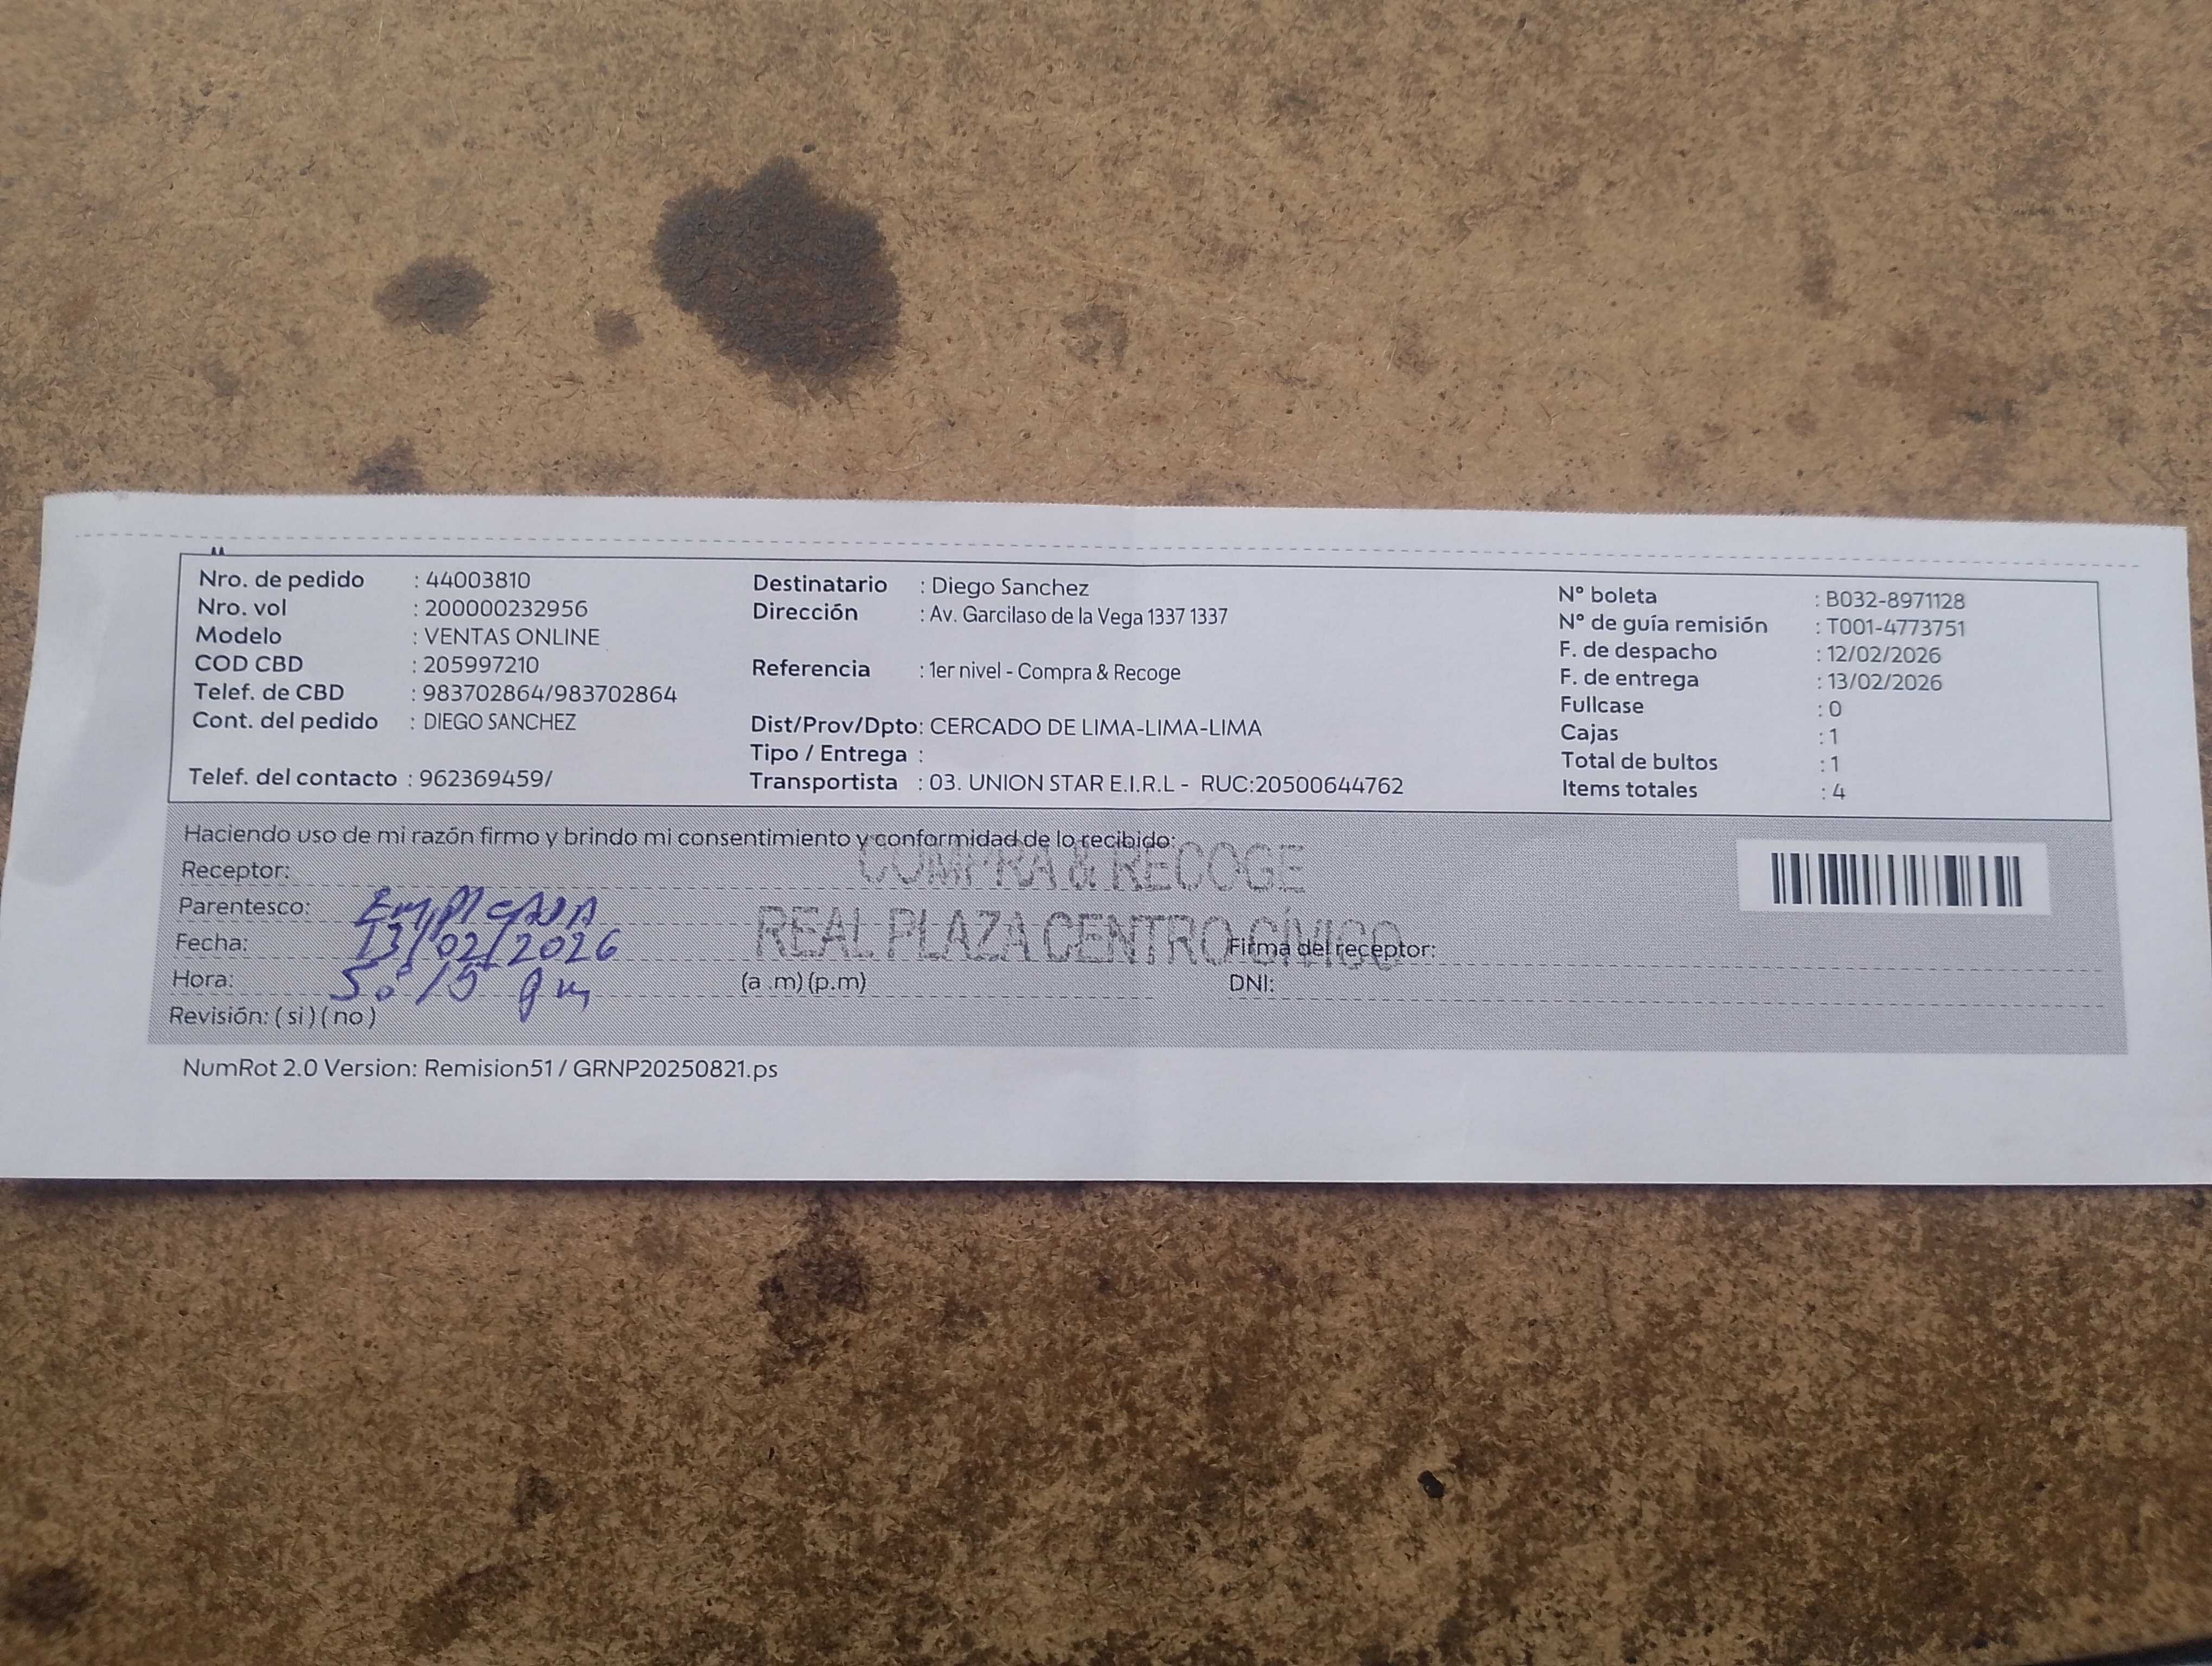 Nro. de pedido : 44003810
Nro. vol : 200000232956
Modelo : VENTAS ONLINE
COD CBD : 205997210
Telef. de CBD : 983702864/983702864
Cont. del pedido : DIEGO SANCHEZ
Telef. del contacto : 962369459/
Destinatario : Diego Sanchez
Dirección : Av. Garcilaso de la Vega 1337 1337
Referencia : 1er nivel - Compra & Recoge
Dist/Prov/Dpto: CERCADO DE LIMA-LIMA-LIMA
Tipo / Entrega :
Transportista : 03. UNION STAR E.I.R.L - RUC:20500644762
N° boleta : B032-8971128
N° de guía remisión : T001-4773751
F. de despacho : 12/02/2026
F. de entrega : 13/02/2026
Fullcase : 0
Cajas : 1
Total de bultos : 1
Items totales : 4
Haciendo uso de mi razón firmo y brindo mi consentimiento y conformidad de lo recibido:
COMPRA & RECOGE
Receptor:
Parentesco:
REAL PLAZA CENTRO CÍVICO
Fecha: 13/02/2026
Firma del receptor:
Hora: 5:15 (a .m) (p.m)
DNI:
Revisión: ( si ) ( no )
NumRot 2.0 Version: Remision51 / GRNP20250821.ps